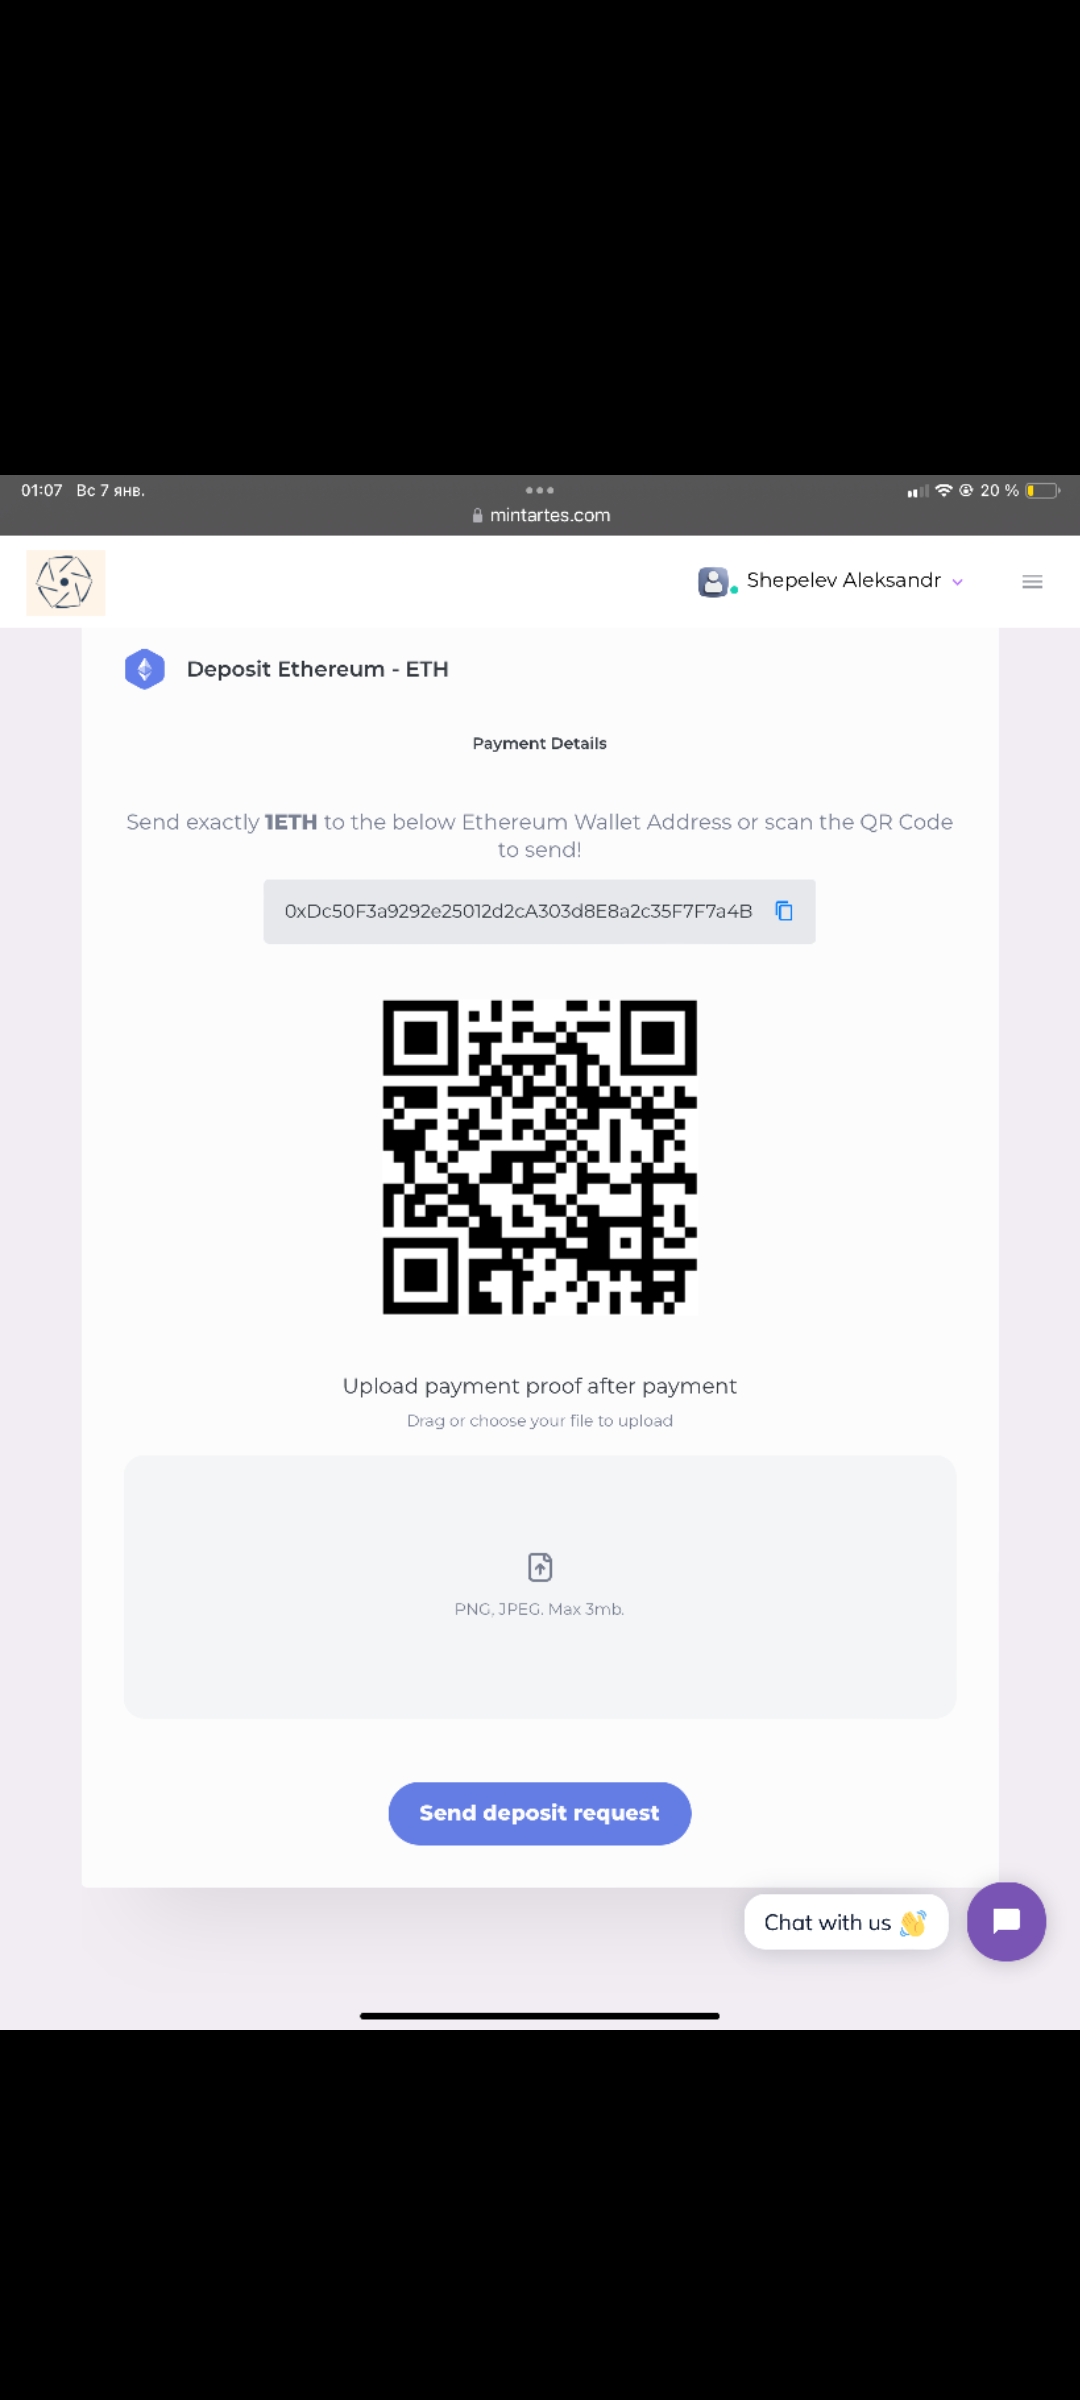 01:07 Вс 7 янв.
20 %
mintartes.com
Shepelev Aleksandr
Deposit Ethereum - ETH
Payment Details
Send exactly 1ETH to the below Ethereum Wallet Address or scan the QR Code
to send!
0xDc50F3a9292e25012d2cA303d8E8a2c35F7F7a4B
Upload payment proof after payment
Drag or choose your file to upload
PNG, JPEG. Max 3mb.
Send deposit request
Chat with us 👋